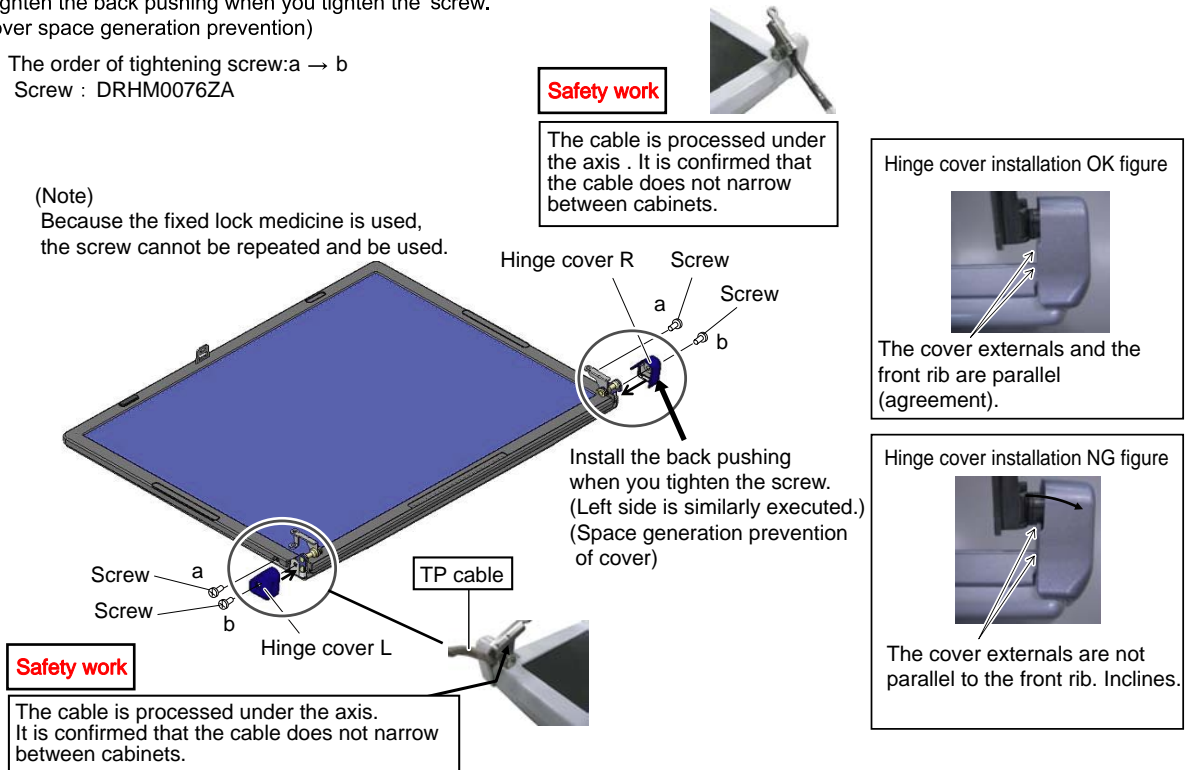 ghten the back pushing when you tighten the screw.
over space generation prevention)
The order of tightening screw:a → b
Screw : DRHM0076ZA
Safety work
The cable is processed under
the axis . It is confirmed that
the cable does not narrow
between cabinets.
(Note)
Because the fixed lock medicine is used,
the screw cannot be repeated and be used.
Hinge cover R
Screw
a
Screw
b
Hinge cover installation OK figure
The cover externals and the
front rib are parallel
(agreement).
Install the back pushing
when you tighten the screw.
(Left side is similarly executed.)
(Space generation prevention
of cover)
Hinge cover installation NG figure
The cover externals are not
parallel to the front rib. Inclines.
Screw
a
Screw
b
Hinge cover L
TP cable
Safety work
The cable is processed under the axis.
It is confirmed that the cable does not narrow
between cabinets.